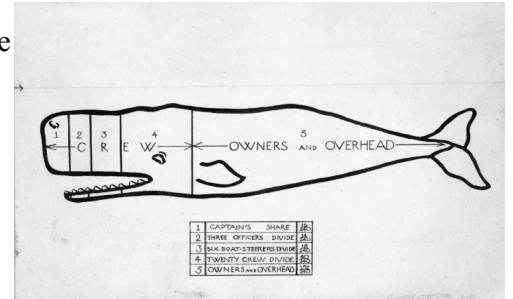 e
1 2 3 4 5
C R E W OWNERS AND OVERHEAD
1 CAPTAIN'S SHARE
2 THREE OFFICERS DIVIDE
3 SIX BOAT-STEERERS DIVIDE
4 TWENTY CREW DIVIDE
5 OWNERS AND OVERHEAD